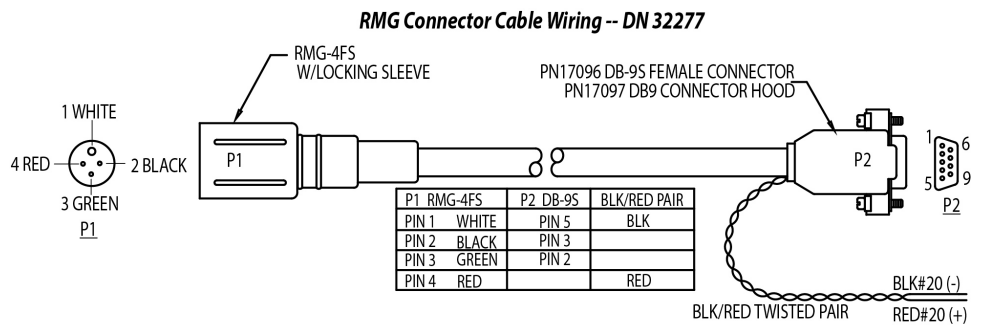 RMG Connector Cable Wiring -- DN 32277
RMG-4FS
W/LOCKING SLEEVE
PN17096 DB-9S FEMALE CONNECTOR
PN17097 DB9 CONNECTOR HOOD
1 WHITE
4 RED
2 BLACK
3 GREEN
P1
P1
P2
1
6
5
9
P2
P1 RMG-4FS P2 DB-9S BLK/RED PAIR
PIN 1 WHITE PIN 5 BLK
PIN 2 BLACK PIN 3
PIN 3 GREEN PIN 2
PIN 4 RED RED
BLK/RED TWISTED PAIR
BLK#20 (-)
RED#20 (+)